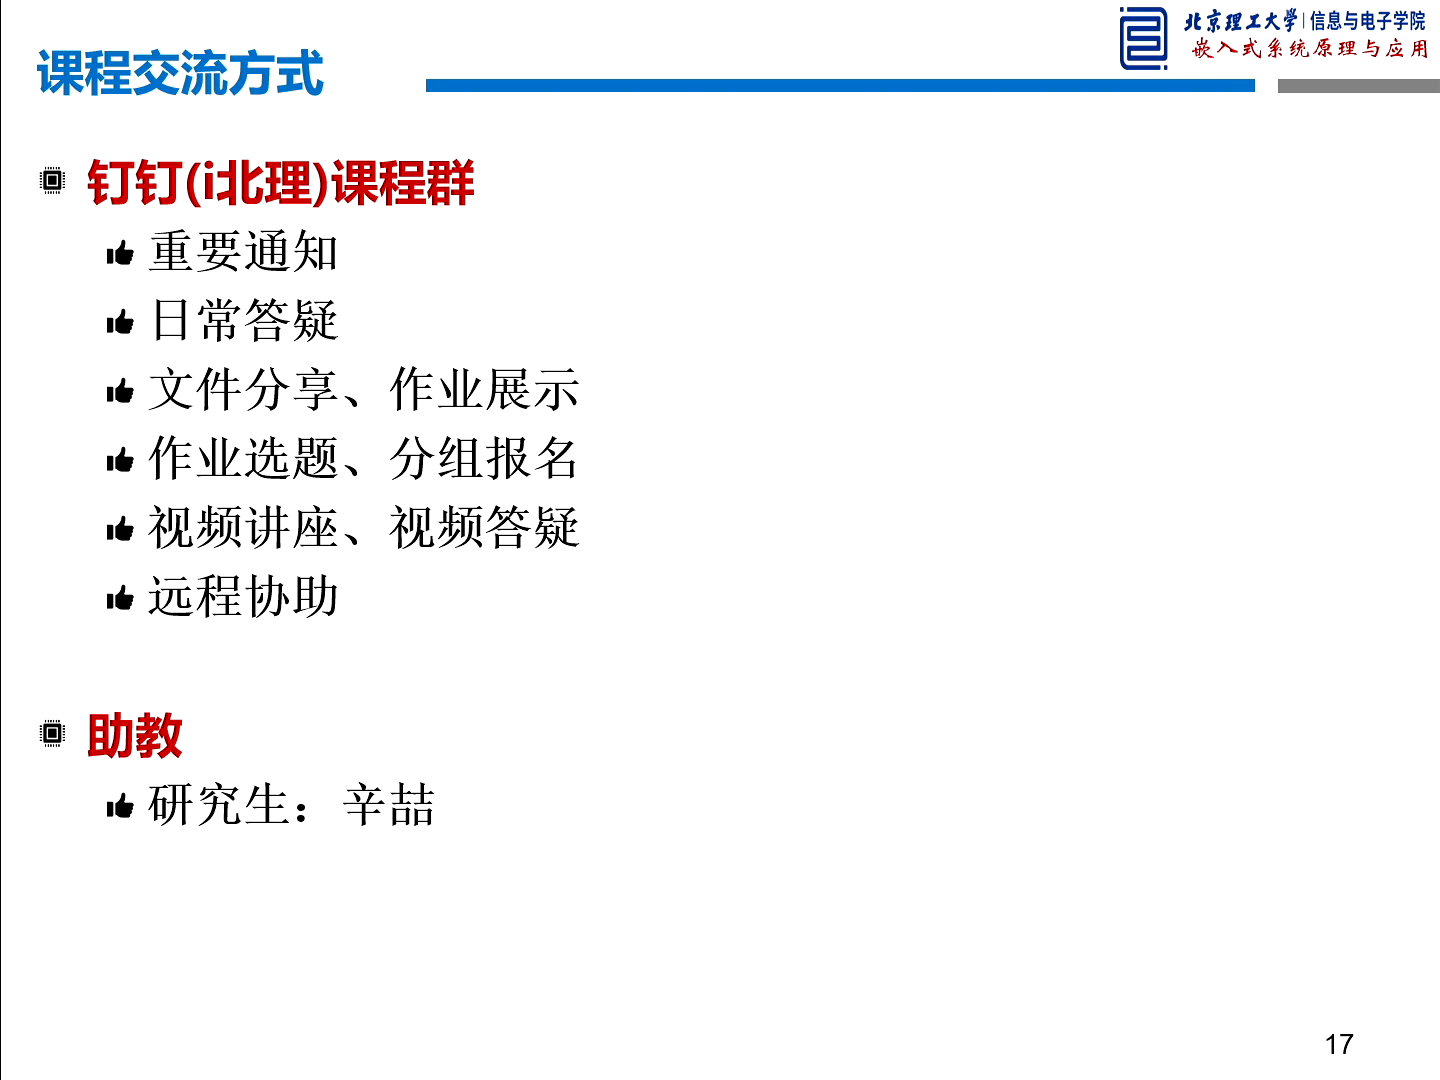 北京理工大学|信息与电子学院
嵌入式系统原理与应用
课程交流方式
钉钉(i北理)课程群
重要通知
日常答疑
文件分享、作业展示
作业选题、分组报名
视频讲座、视频答疑
远程协助
助教
研究生：辛喆
17